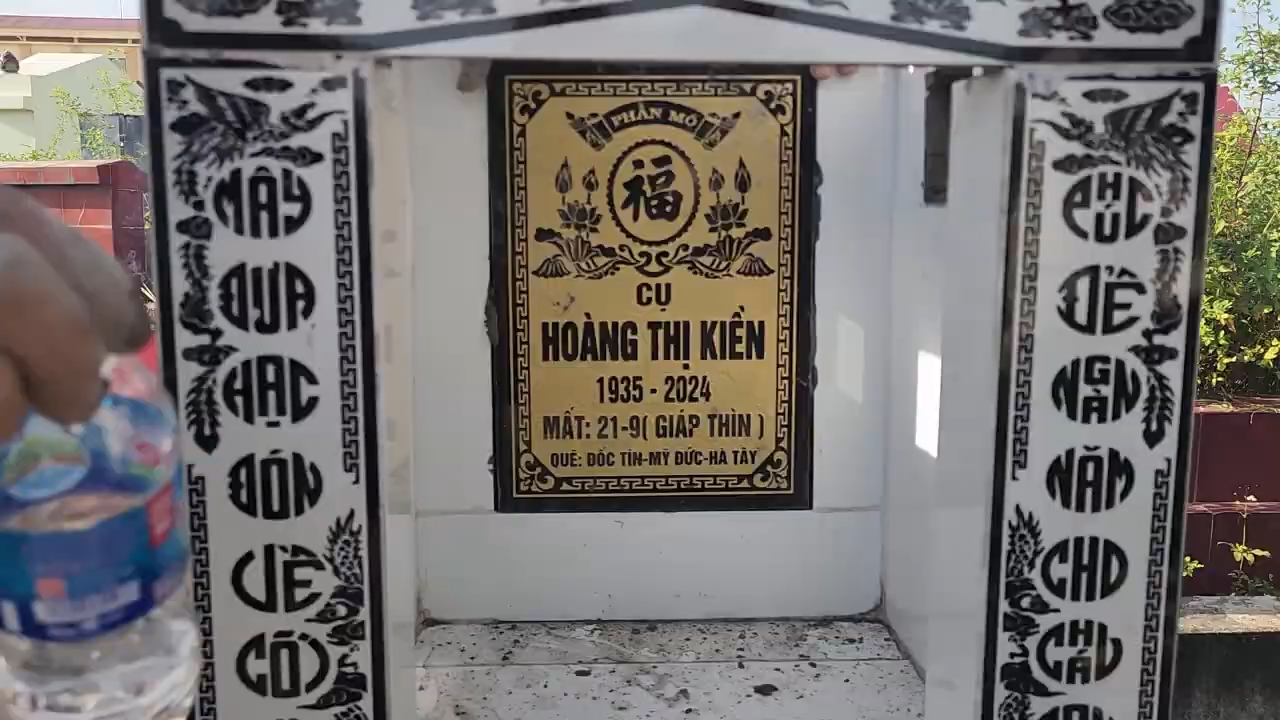 PHẦN MỘ
福
CỤ
HOÀNG THỊ KIỀN
1935 - 2024
MẤT: 21-9( GIÁP THÌN )
QUÊ: ĐỐC TÍN-MỸ ĐỨC-HÀ TÂY
MÂY
ĐƯA
HẠC
ĐÓN
VỀ
CÕI
PHÚC
ĐỂ
NGÀN
NĂM
CHO
CHÁU